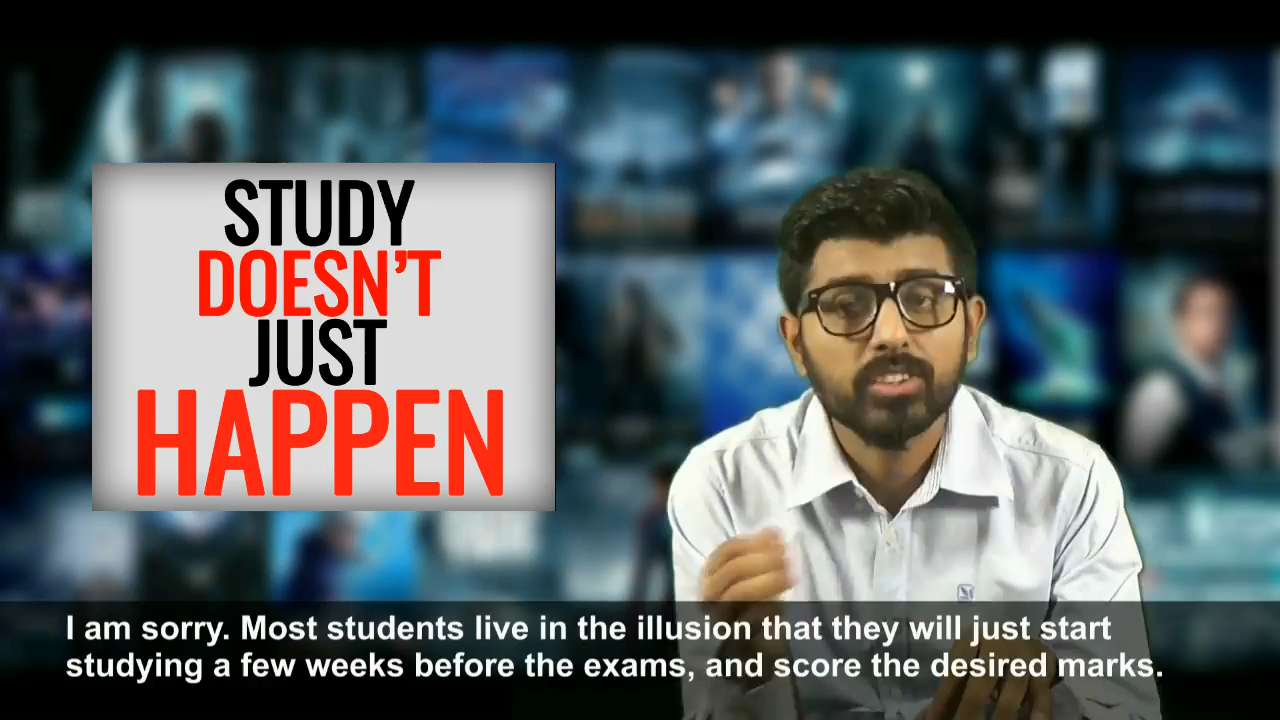 STUDY
DOESN'T
JUST
HAPPEN
I am sorry. Most students live in the illusion that they will just start
studying a few weeks before the exams, and score the desired marks.